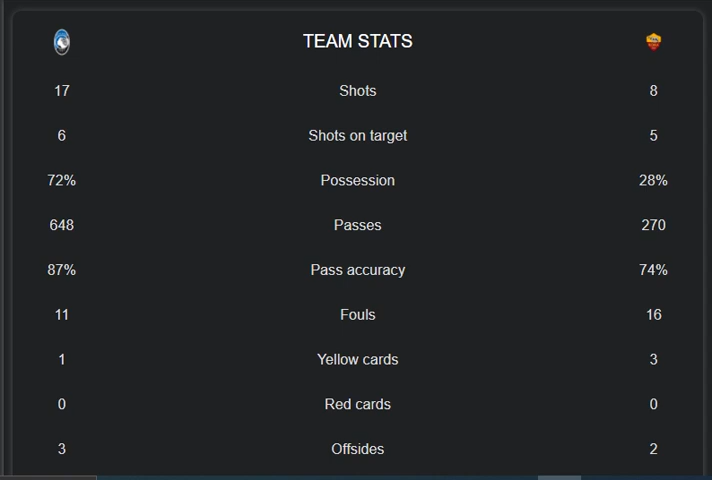 TEAM STATS
17 Shots 8
6 Shots on target 5
72% Possession 28%
648 Passes 270
87% Pass accuracy 74%
11 Fouls 16
1 Yellow cards 3
0 Red cards 0
3 Offsides 2